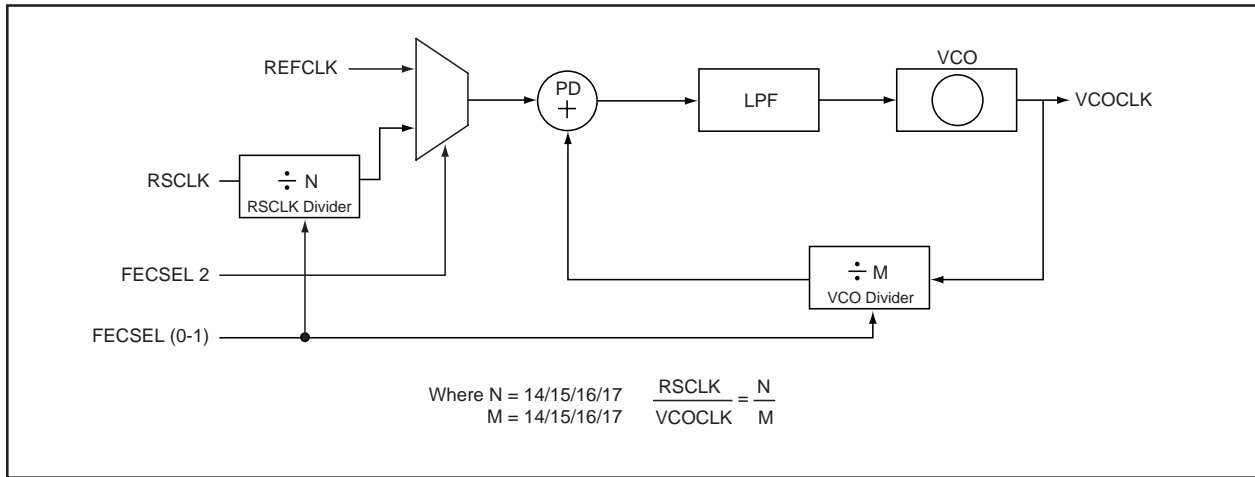 VCO
REFCLK
PD
+
LPF
VCOCLK
RSCLK
÷ N
RSCLK Divider
FECSEL 2
÷ M
VCO Divider
FECSEL (0-1)
Where N = 14/15/16/17
M = 14/15/16/17
RSCLK / VCOCLK = N / M